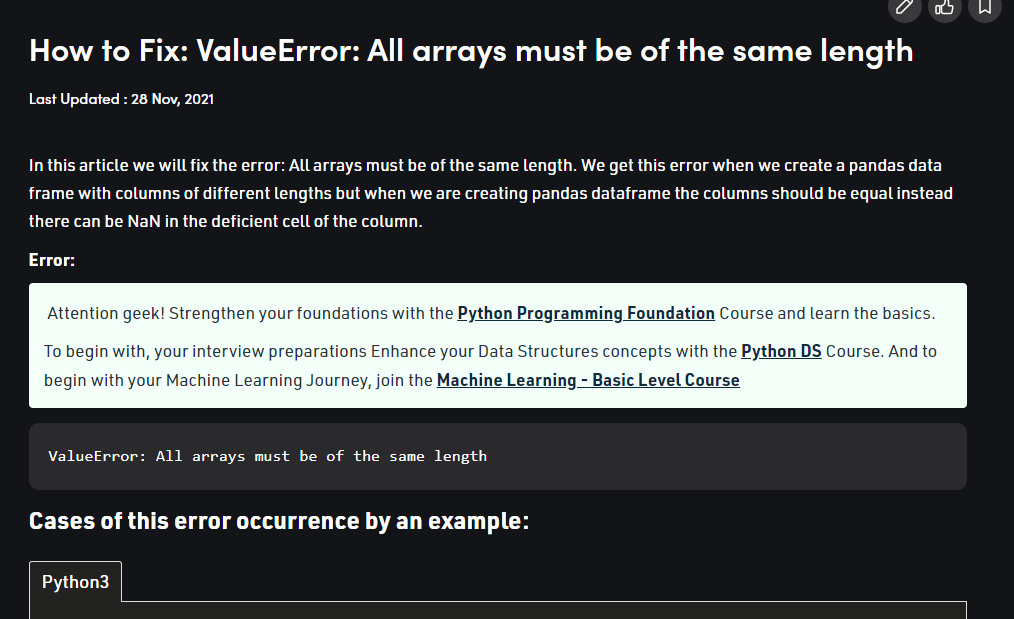 How to Fix: ValueError: All arrays must be of the same length
Last Updated : 28 Nov, 2021
In this article we will fix the error: All arrays must be of the same length. We get this error when we create a pandas data
frame with columns of different lengths but when we are creating pandas dataframe the columns should be equal instead
there can be NaN in the deficient cell of the column.
Error:
Attention geek! Strengthen your foundations with the Python Programming Foundation Course and learn the basics.
To begin with, your interview preparations Enhance your Data Structures concepts with the Python DS Course. And to
begin with your Machine Learning Journey, join the Machine Learning - Basic Level Course
ValueError: All arrays must be of the same length
Cases of this error occurrence by an example:
Python3